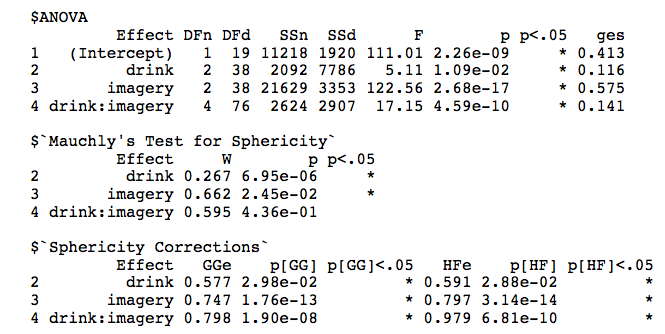 $ANOVA
Effect DFn DFd SSn SSd F p p<.05 ges
1 (Intercept) 1 19 11218 1920 111.01 2.26e-09 * 0.413
2 drink 2 38 2092 7786 5.11 1.09e-02 * 0.116
3 imagery 2 38 21629 3353 122.56 2.68e-17 * 0.575
4 drink:imagery 4 76 2624 2907 17.15 4.59e-10 * 0.141
$`Mauchly's Test for Sphericity`
Effect W p p<.05
2 drink 0.267 6.95e-06 *
3 imagery 0.662 2.45e-02 *
4 drink:imagery 0.595 4.36e-01
$`Sphericity Corrections`
Effect GGe p[GG] p[GG]<.05 HFe p[HF] p[HF]<.05
2 drink 0.577 2.98e-02 * 0.591 2.88e-02 *
3 imagery 0.747 1.76e-13 * 0.797 3.14e-14 *
4 drink:imagery 0.798 1.90e-08 * 0.979 6.81e-10 *